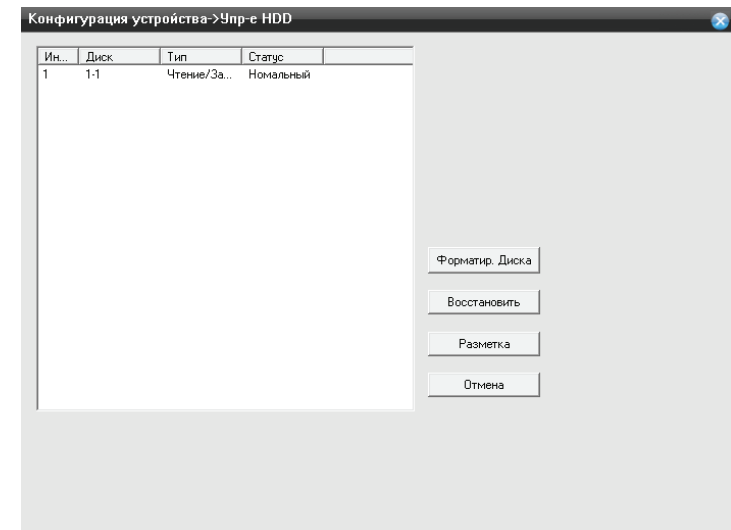 Конфигурация устройства->Упр-е HDD
Ин... Диск Тип Статус
1 1-1 Чтение/За... Номальный
Форматир. Диска
Восстановить
Разметка
Отмена